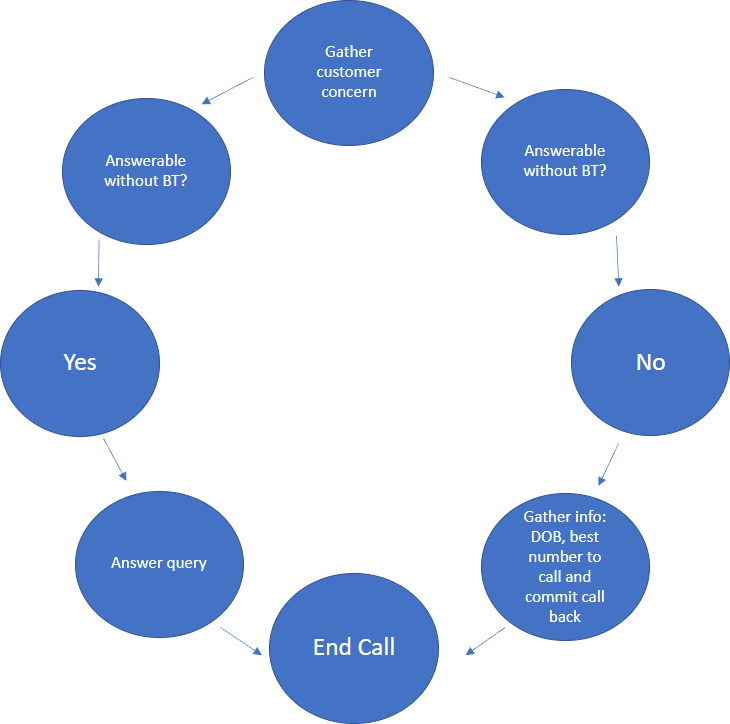 Gather
customer
concern
Answerable
without BT?
Answerable
without BT?
Yes
No
Answer query
Gather info:
DOB, best
number to
call and
commit call
back
End Call